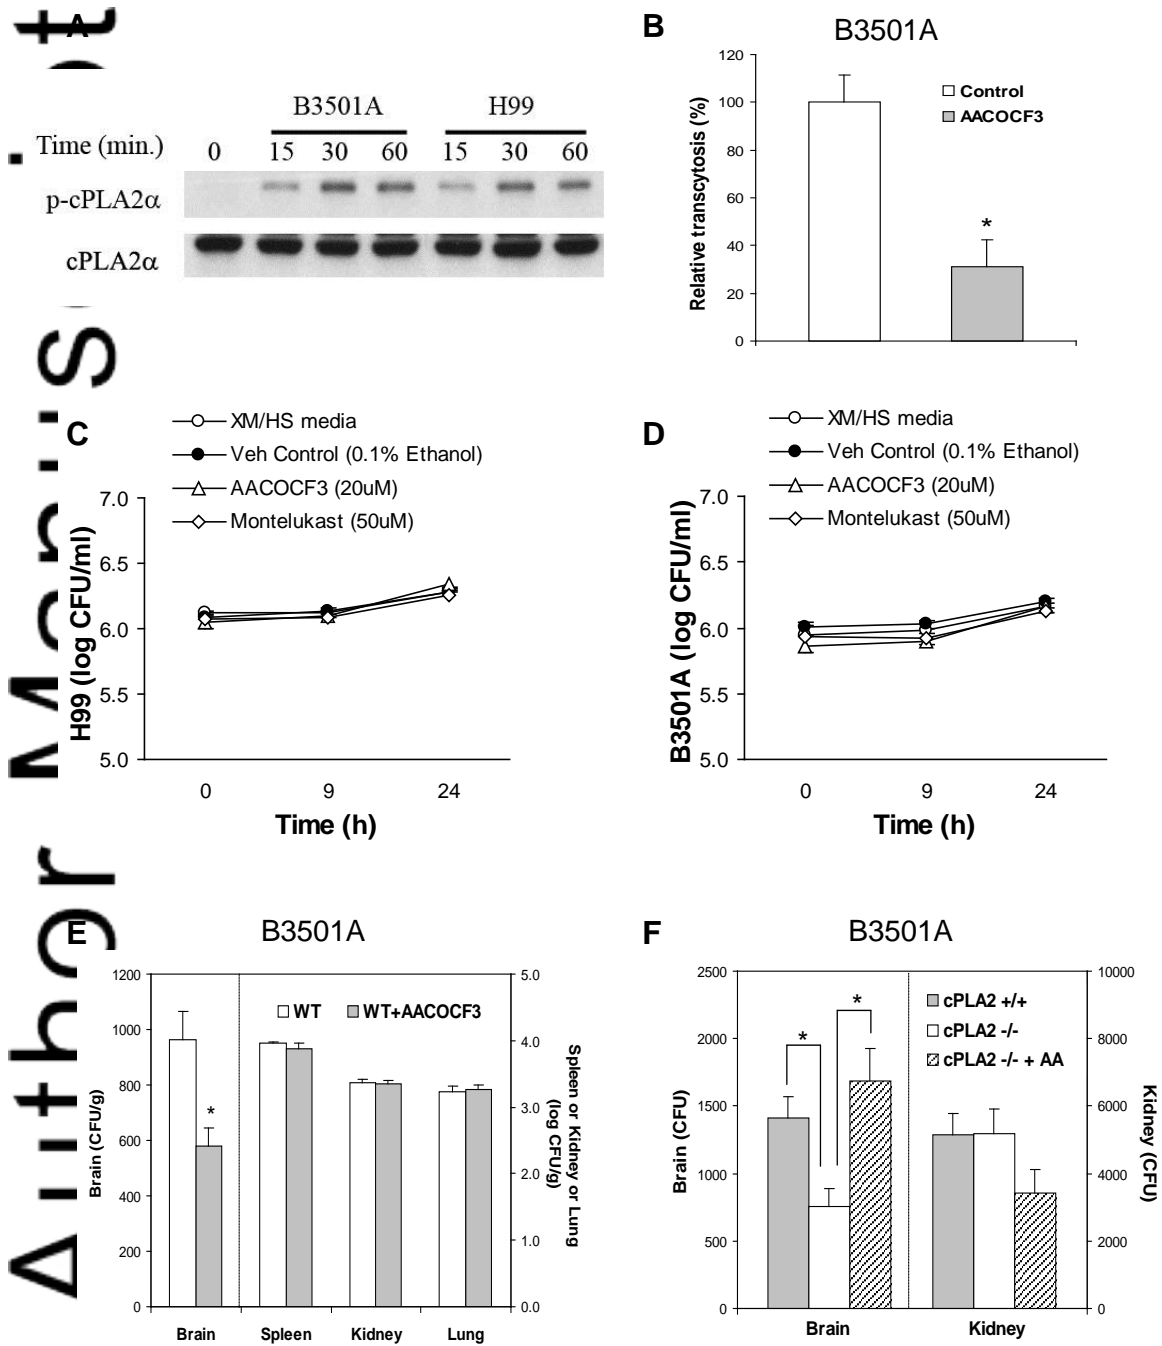 A
B3501A H99
Time (min.) 0 15 30 60 15 30 60
p-cPLA2α
cPLA2α
B
B3501A
120
100
80
60
40
20
0
Relative transcytosis (%)
Control
AACOCF3
*
C
XM/HS media
Veh Control (0.1% Ethanol)
AACOCF3 (20uM)
Montelukast (50uM)
7.0
6.5
6.0
5.5
5.0
H99 (log CFU/ml)
0 9 24
Time (h)
D
XM/HS media
Veh Control (0.1% Ethanol)
AACOCF3 (20uM)
Montelukast (50uM)
7.0
6.5
6.0
5.5
5.0
B3501A (log CFU/ml)
0 9 24
Time (h)
E
B3501A
1200
1000
800
600
400
200
0
Brain (CFU/g)
WT WT+AACOCF3
*
5.0
4.0
3.0
2.0
1.0
0.0
Spleen or Kidney or Lung
(log CFU/g)
Brain Spleen Kidney Lung
F
B3501A
2500
2000
1500
1000
500
0
Brain (CFU)
cPLA2 +/+
cPLA2 -/-
cPLA2 -/- + AA
*
*
10000
8000
6000
4000
2000
0
Kidney (CFU)
Brain Kidney
Author